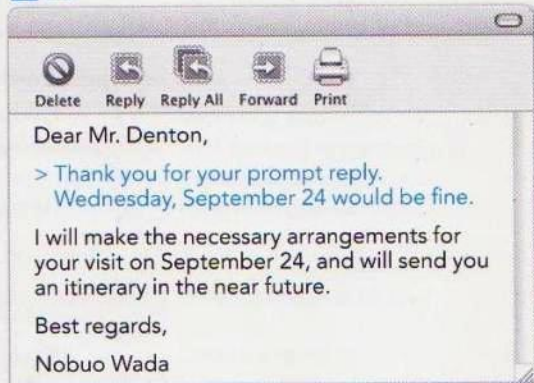 Delete Reply Reply All Forward Print
Dear Mr. Denton,
> Thank you for your prompt reply.
Wednesday, September 24 would be fine.
I will make the necessary arrangements for
your visit on September 24, and will send you
an itinerary in the near future.
Best regards,
Nobuo Wada